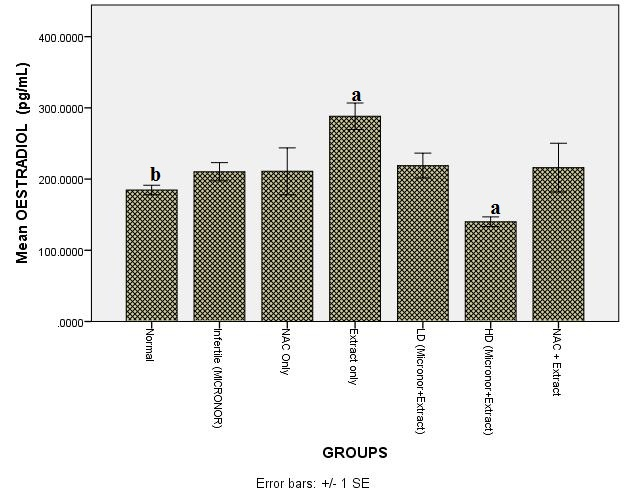 Mean OESTRADIOL (pg/mL)
400.0000
300.0000
200.0000
100.0000
.0000
b
a
a
Normal
Infertile (MICRONOR)
NAC Only
Extract only
LD (Micronor+Extract)
HD (Micronor+Extract)
NAC + Extract
GROUPS
Error bars: +/- 1 SE